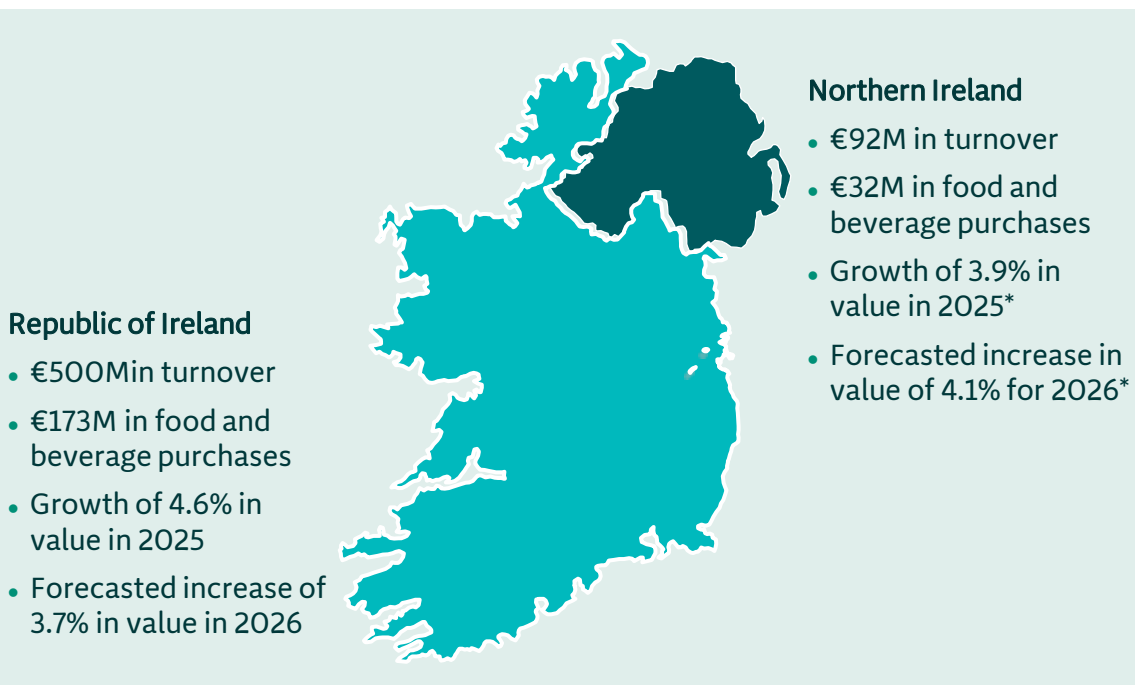 Northern Ireland
• €92M in turnover
• €32M in food and
beverage purchases
• Growth of 3.9% in
value in 2025*
• Forecasted increase in
value of 4.1% for 2026*
Republic of Ireland
• €500Min turnover
• €173M in food and
beverage purchases
• Growth of 4.6% in
value in 2025
• Forecasted increase of
3.7% in value in 2026